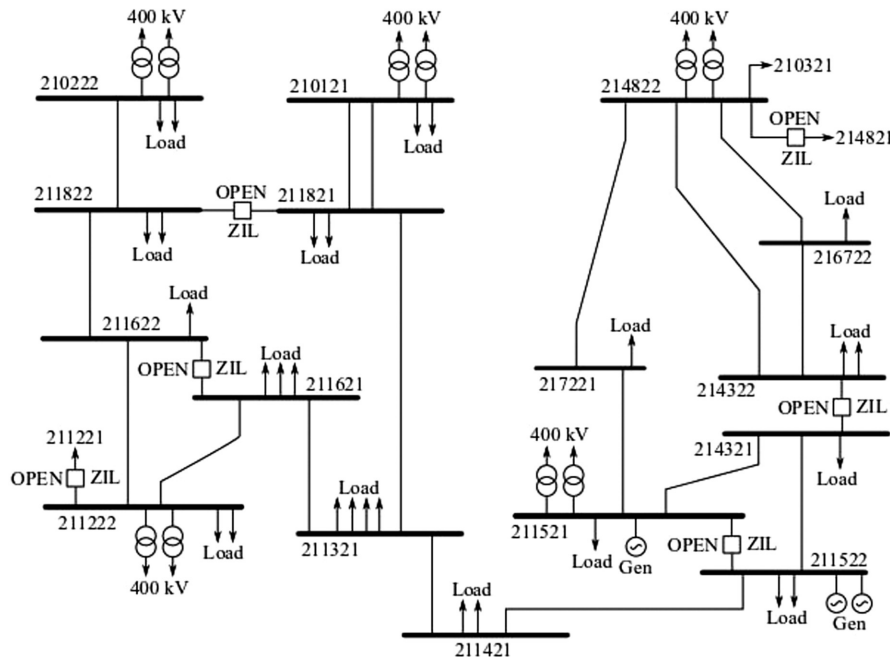 400 kV
400 kV
400 kV
210222
210121
214822
210321
Load
Load
OPEN
ZIL
214821
211822
OPEN
ZIL
211821
Load
Load
Load
216722
Load
211622
OPEN
ZIL
Load
211621
Load
217221
Load
214322
OPEN
ZIL
214321
Load
211221
OPEN
ZIL
211222
400 kV
Load
Load
211321
400 kV
211521
Load
Gen
OPEN
ZIL
211522
Load
Gen
Load
211421